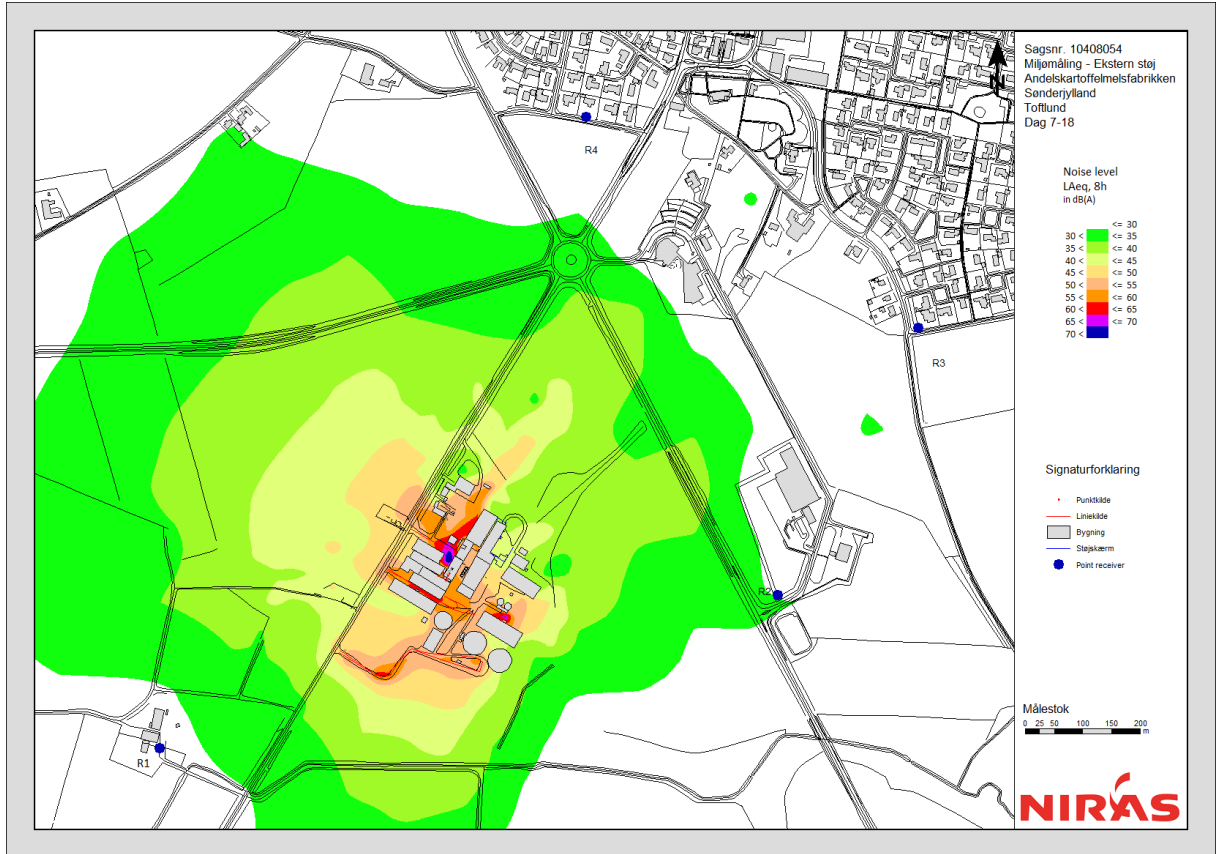 Sagsnr. 10408054
Miljømåling - Ekstern støj
Andelskartoffelmelsfabrikken
Sønderjylland
Toftlund
Dag 7-18
N
Noise level
LAeq, 8h
in dB(A)
<= 30
30 < <= 35
35 < <= 40
40 < <= 45
45 < <= 50
50 < <= 55
55 < <= 60
60 < <= 65
65 < <= 70
70 <
R4
R3
R2
R1
Signaturforklaring
Punktkilde
Liniekilde
Bygning
Støjskærm
Point receiver
Målestok
0 25 50 100 150 200
m
NIRAS